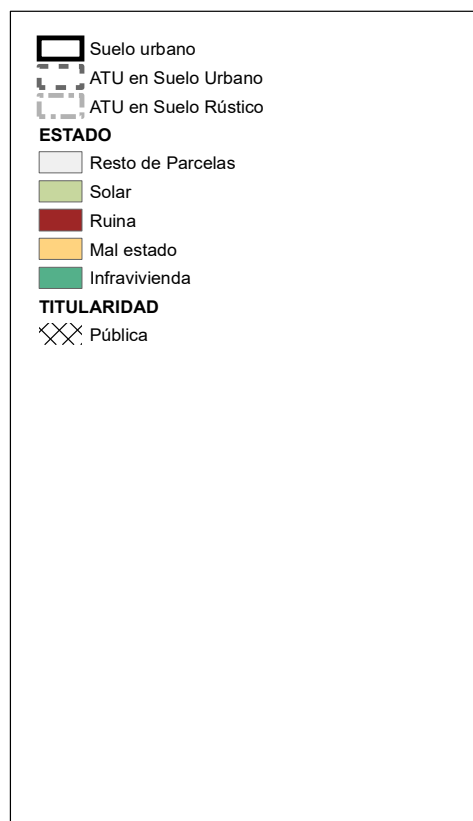 Suelo urbano
ATU en Suelo Urbano
ATU en Suelo Rústico
ESTADO
Resto de Parcelas
Solar
Ruina
Mal estado
Infravivienda
TITULARIDAD
Pública